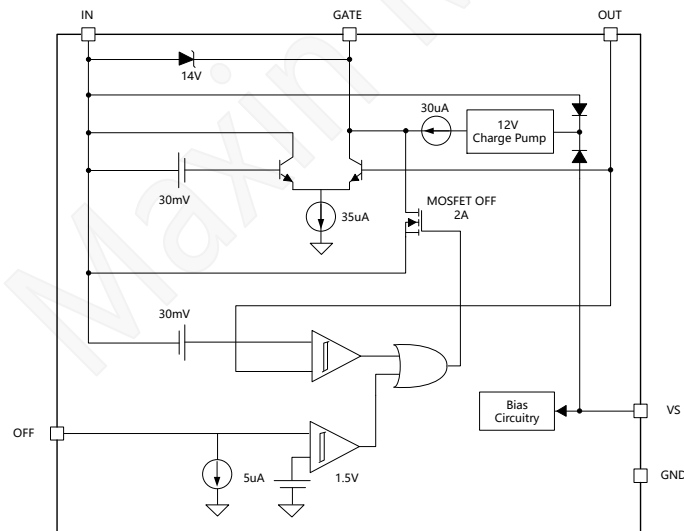 IN
GATE
OUT
14V
30uA
12V
Charge Pump
30mV
35uA
MOSFET OFF
2A
30mV
Bias
Circuitry
VS
OFF
5uA
1.5V
GND
Maxin